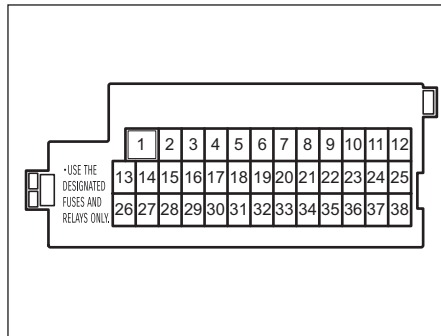 1 2 3 4 5 6 7 8 9 10 11 12
•USE THE
DESIGNATED
FUSES AND
RELAYS ONLY.
13 14 15 16 17 18 19 20 21 22 23 24 25
26 27 28 29 30 31 32 33 34 35 36 37 38